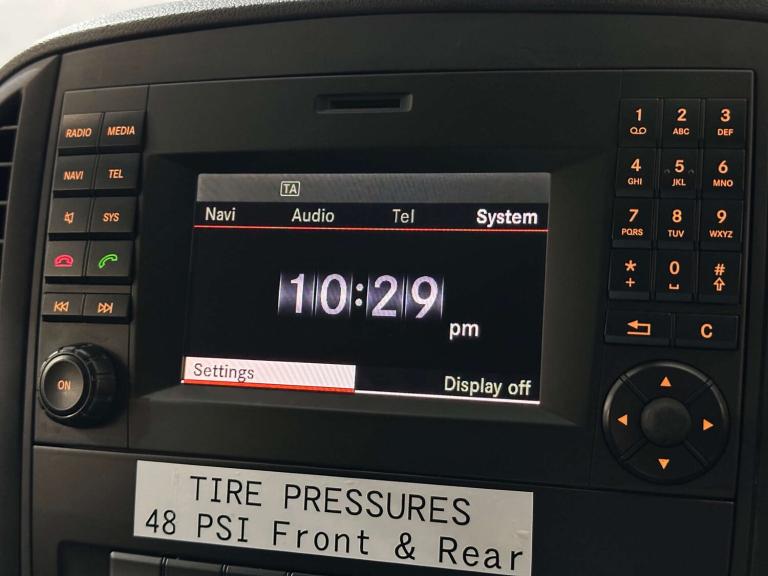 RADIO MEDIA
NAVI TEL
SYS
ON
TA
Navi Audio Tel System
10:29 pm
Settings Display off
1 2 ABC 3 DEF
4 GHI 5 JKL 6 MNO
7 PQRS 8 TUV 9 WXYZ
* + 0 #
C
TIRE PRESSURES
48 PSI Front & Rear